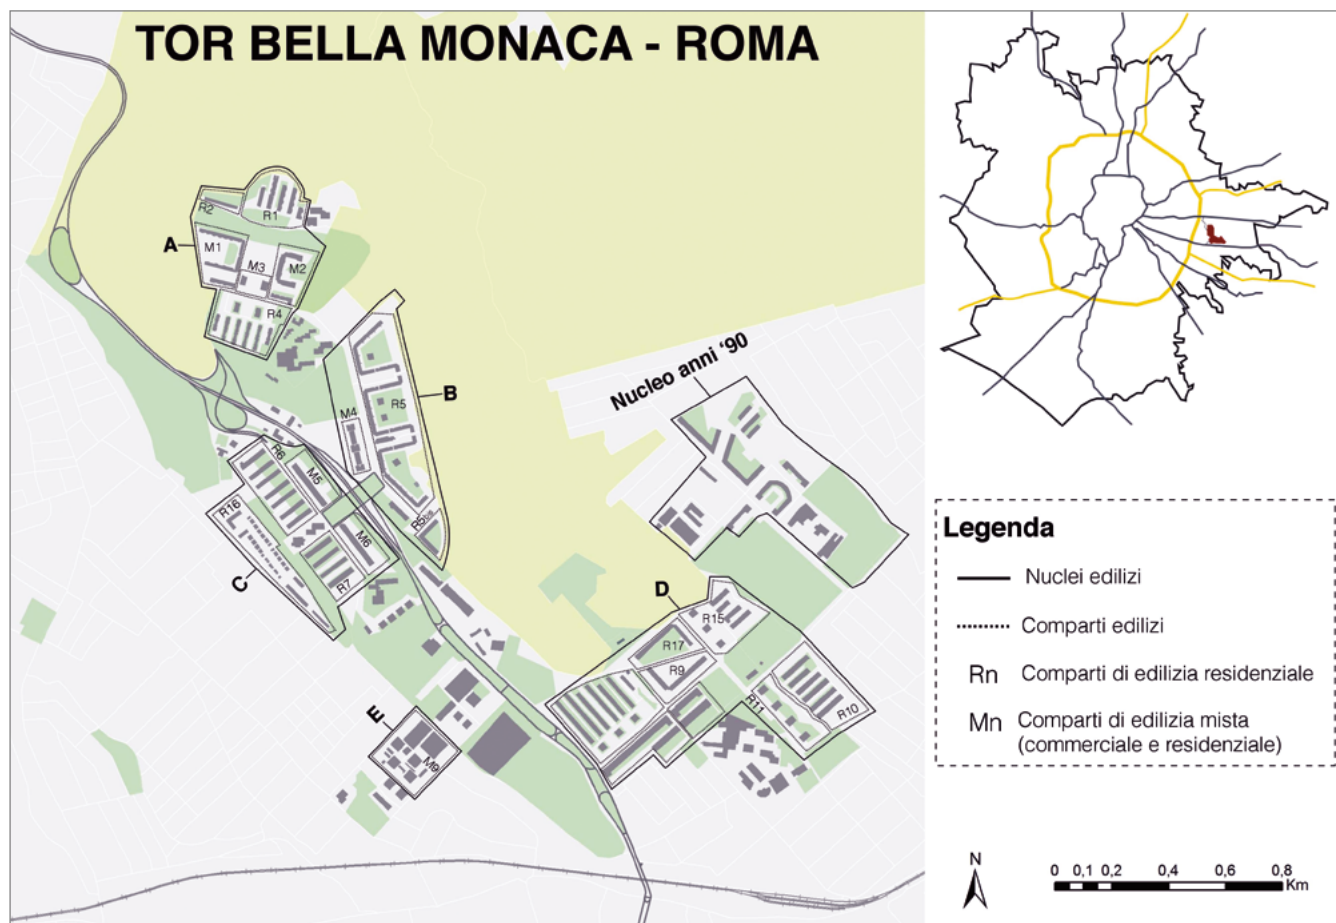 TOR BELLA MONACA - ROMA
R2
R1
A
M1
M3
M2
R4
B
R5
M4
Nucleo anni ‘90
R6
M5
R16
R5bis
M6
C
R7
D
R15
R17
R9
R11
R10
E
M9
Legenda
Nuclei edilizi
Comparti edilizi
Rn Comparti di edilizia residenziale
Mn Comparti di edilizia mista
(commerciale e residenziale)
N
0 0,1 0,2 0,4 0,6 0,8
Km